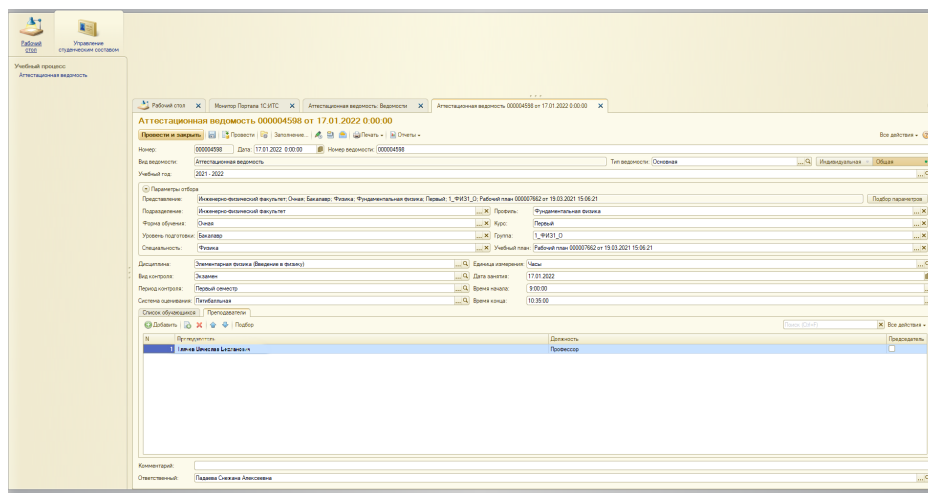 Рабочий стол
Управление студенческим составом
Учебный процесс
Аттестационная ведомость
Рабочий стол
Монитор Портала 1С:ИТС
Аттестационная ведомость: Ведомости
Аттестационная ведомость 000004598 от 17.01.2022 0:00:00
Аттестационная ведомость 000004598 от 17.01.2022 0:00:00
Провести и закрыть Провести Заполнение... Печать Отчеты Все действия
Номер: 000004598 Дата: 17.01.2022 0:00:00 Номер ведомости: 000004598
Вид ведомости: Аттестационная ведомость Тип ведомости: Основная Индивидуальная Общая
Учебный год: 2021 - 2022
Параметры отбора
Представление: Инженерно-физический факультет; Очная; Бакалавр; Физика; Фундаментальная физика; Первый; 1_ФИ31_О; Рабочий план 000007662 от 19.03.2021 15:06:21 Подбор параметров
Подразделение: Инженерно-физический факультет Профиль: Фундаментальная физика
Форма обучения: Очная Курс: Первый
Уровень подготовки: Бакалавр Группа: 1_ФИ31_О
Специальность: Физика Учебный план: Рабочий план 000007662 от 19.03.2021 15:06:21
Дисциплина: Элементарная физика (Введение в физику) Единица измерения: Часы
Вид контроля: Экзамен Дата занятия: 17.01.2022
Период контроля: Первый семестр Время начала: 9:00:00
Система оценивания: Пятибалльная Время конца: 10:35:00
Список обучающихся Преподаватели
Добавить Подбор Поиск (Ctrl+F) Все действия
N Преподаватель Должность Председатель
1 Профессор
Комментарий:
Ответственный: Падаева Снежана Алексеевна